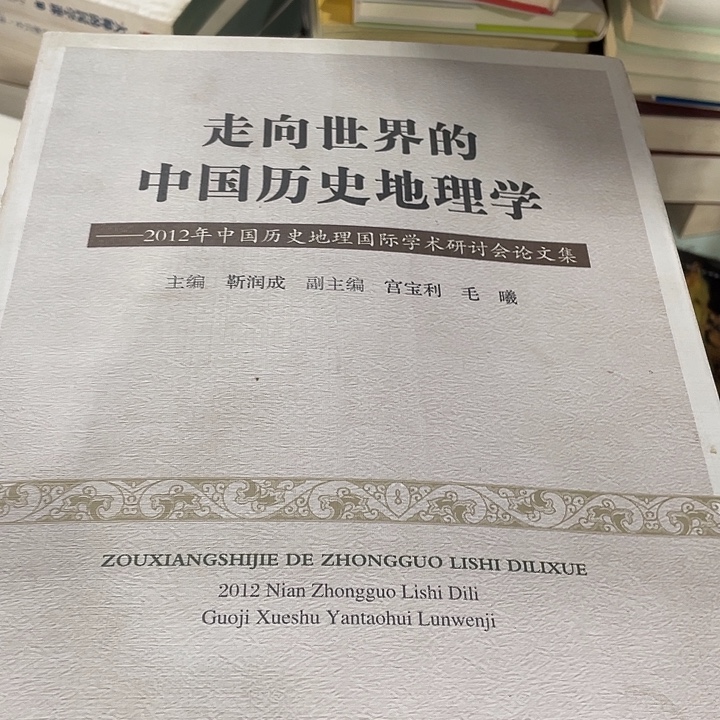 走向世界的
中国历史地理学
——2012年中国历史地理国际学术研讨会论文集
主编 靳润成 副主编 宫宝利 毛 曦
ZOUXIANGSHIJIE DE ZHONGGUO LISHI DILIXUE
2012 Nian Zhongguo Lishi Dili
Guoji Xueshu Yantaohui Lunwenji